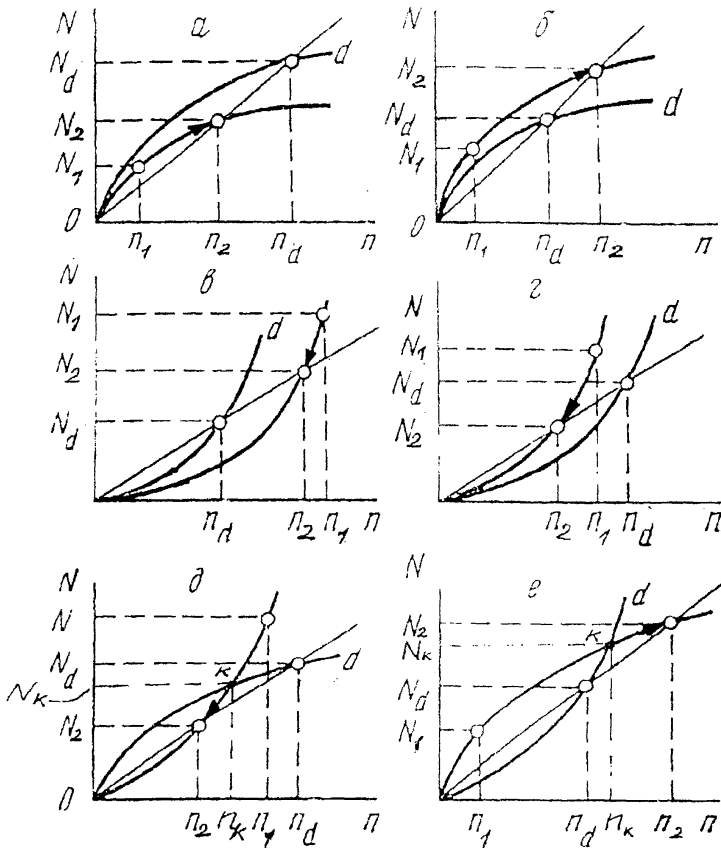 N а
N_d
d
N_2
N_1
0
n_1 n_2 n_d n
N б
N_2
N_d
d
N_1
0
n_1 n_d n_2 n
N в
N_1
d
N_2
N_d
n_d n_2 n_1 n
N г
d
N_1
N_d
N_2
n_2 n_1 n_d n
N д
N
N_d
к
d
N_к
N_2
0
n_2 n_к n_1 n_d n
N е
d
N_2
к
N_к
N_d
N_1
n_1 n_d n_к n_2 n